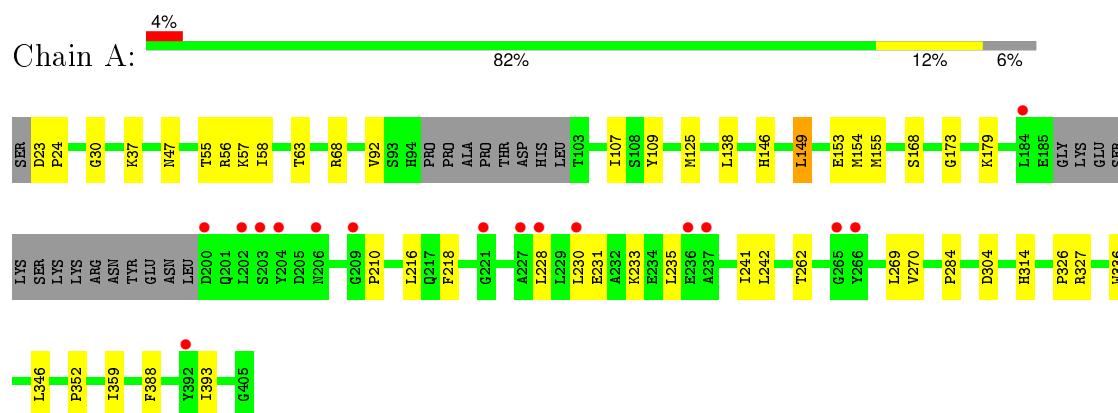 4%
Chain A:
82% 12% 6%
SER D23 P24 G30 K37 N47 T55 R56 K57 I58 T63 R68 V92 S93 H94 PRO PRO ALA PRO THR ASP HIS LEU T103 I107 S108 Y109 M125 L138 H146 L149 E153 M154 M155 S168 G173 K179 L184 E185 GLY LYS GLU SER
LYS SER LYS LYS ARG ASN TYR GLU ASN LEU D200 Q201 L202 S203 Y204 D205 N206 G209 P210 L216 Q217 F218 G221 A227 L228 L229 L230 E231 A232 K233 E234 L235 E236 A237 I241 L242 T262 G265 Y266 L269 V270 P284 D304 H314 P326 R327 W336
L346 P352 I359 F388 Y392 I393 G405